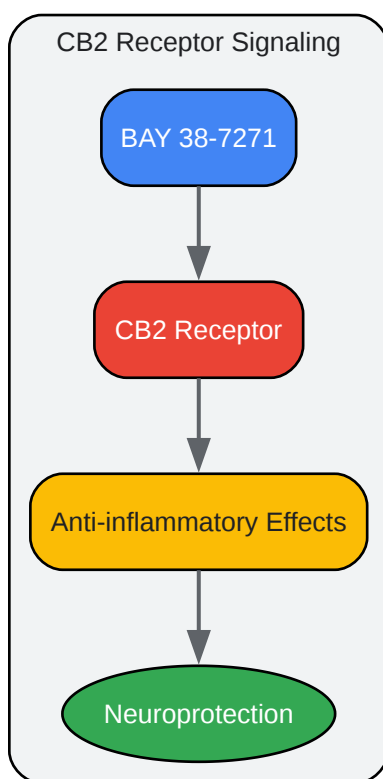 CB2 Receptor Signaling
BAY 38-7271
CB2 Receptor
Anti-inflammatory Effects
Neuroprotection